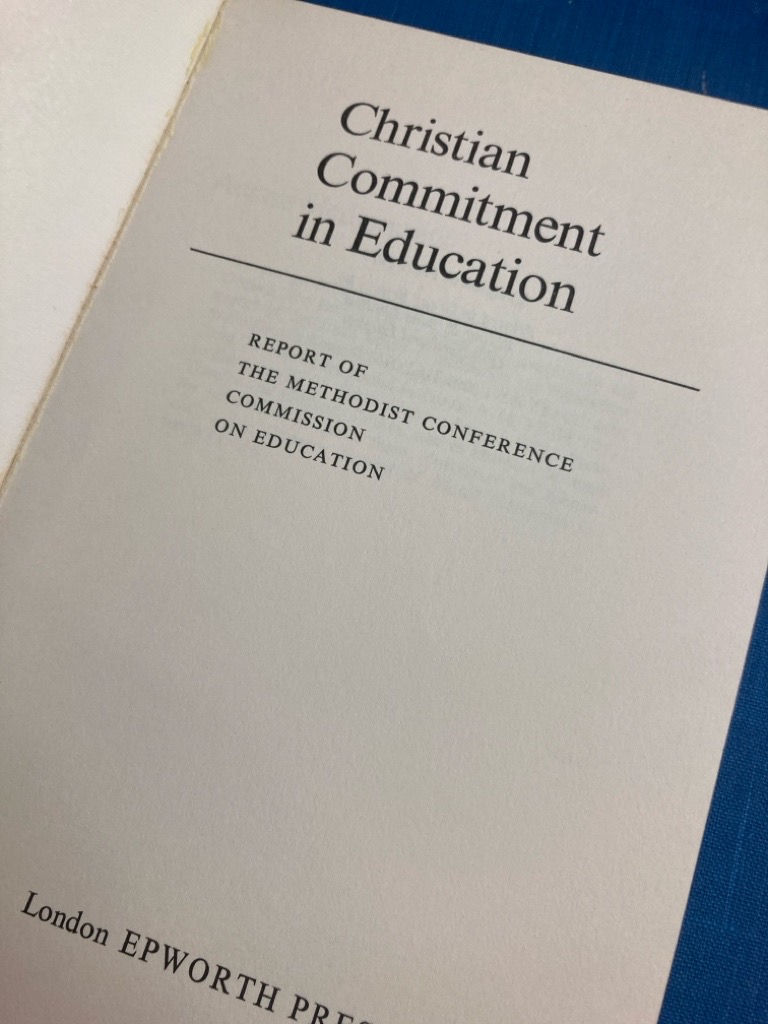 Christian
Commitment
in Education
REPORT OF
THE METHODIST CONFERENCE
COMMISSION
ON EDUCATION
London EPWORTH